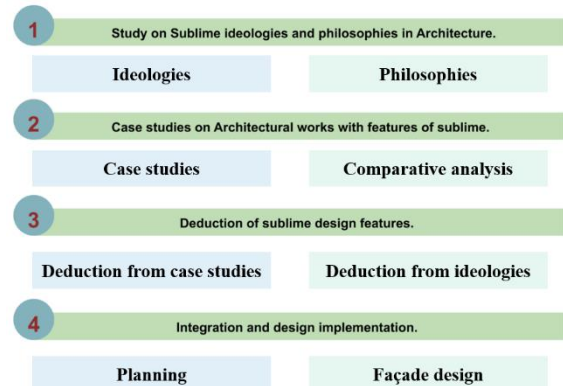 1
Study on Sublime ideologies and philosophies in Architecture.
Ideologies
Philosophies
2
Case studies on Architectural works with features of sublime.
Case studies
Comparative analysis
3
Deduction of sublime design features.
Deduction from case studies
Deduction from ideologies
4
Integration and design implementation.
Planning
Façade design